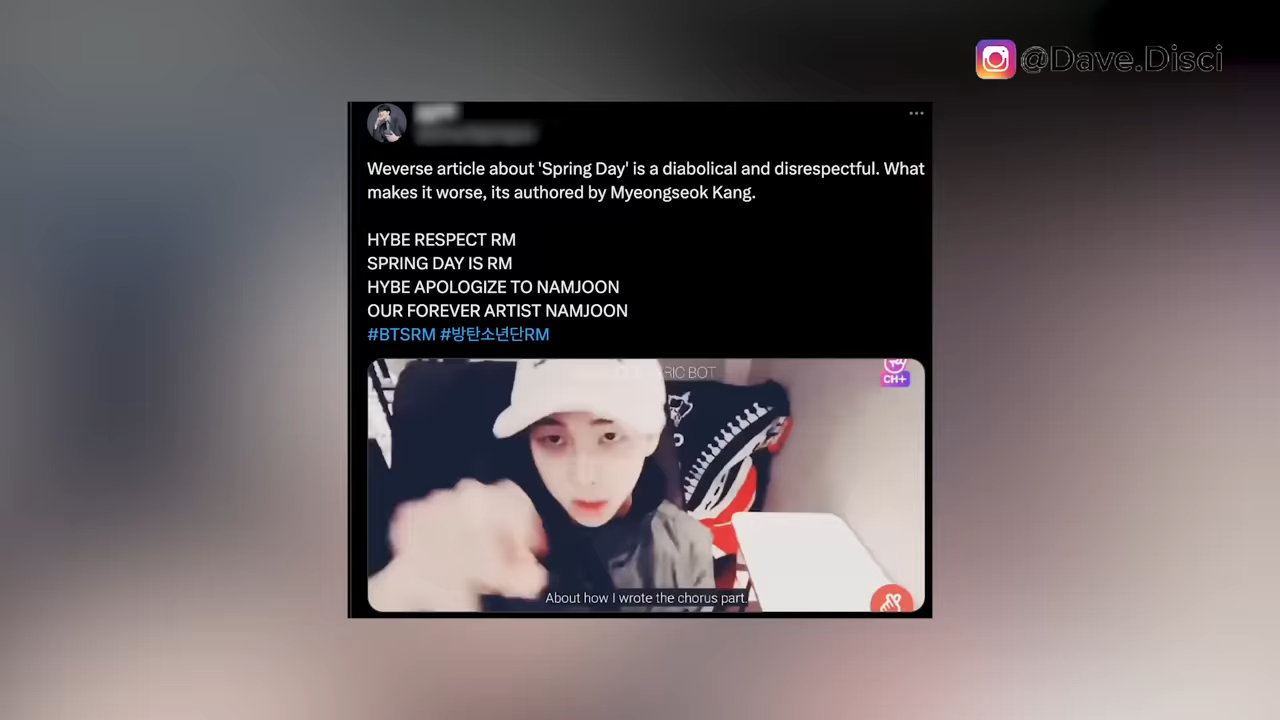 @Dave.Disci
Weverse article about 'Spring Day' is a diabolical and disrespectful. What
makes it worse, its authored by Myeongseok Kang.
HYBE RESPECT RM
SPRING DAY IS RM
HYBE APOLOGIZE TO NAMJOON
OUR FOREVER ARTIST NAMJOON
#BTSRM #방탄소년단RM
RIC BOT
CH+
About how I wrote the chorus part.